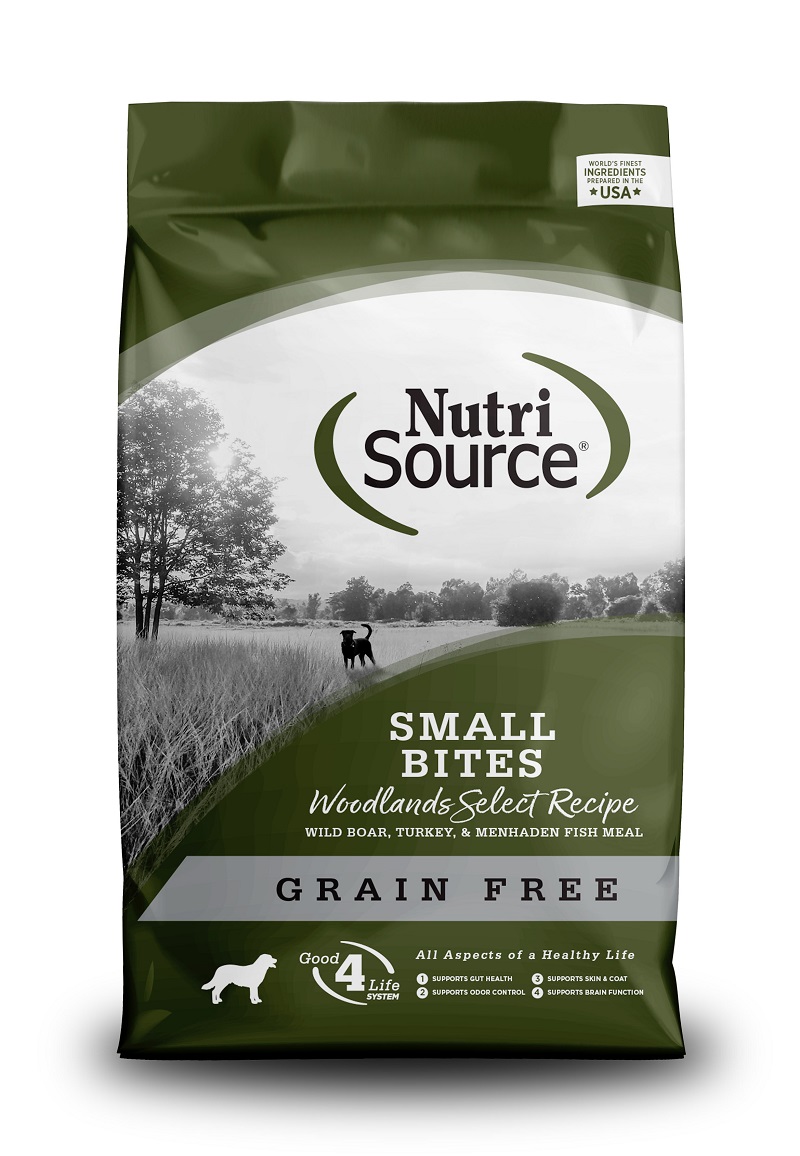 WORLD'S FINEST
INGREDIENTS
PREPARED IN THE
★USA★
Nutri
Source®
SMALL
BITES
Woodlands Select Recipe
WILD BOAR, TURKEY, & MENHADEN FISH MEAL
GRAIN FREE
Good 4 Life
SYSTEM
All Aspects of a Healthy Life
1 SUPPORTS GUT HEALTH 3 SUPPORTS SKIN & COAT
2 SUPPORTS ODOR CONTROL 4 SUPPORTS BRAIN FUNCTION